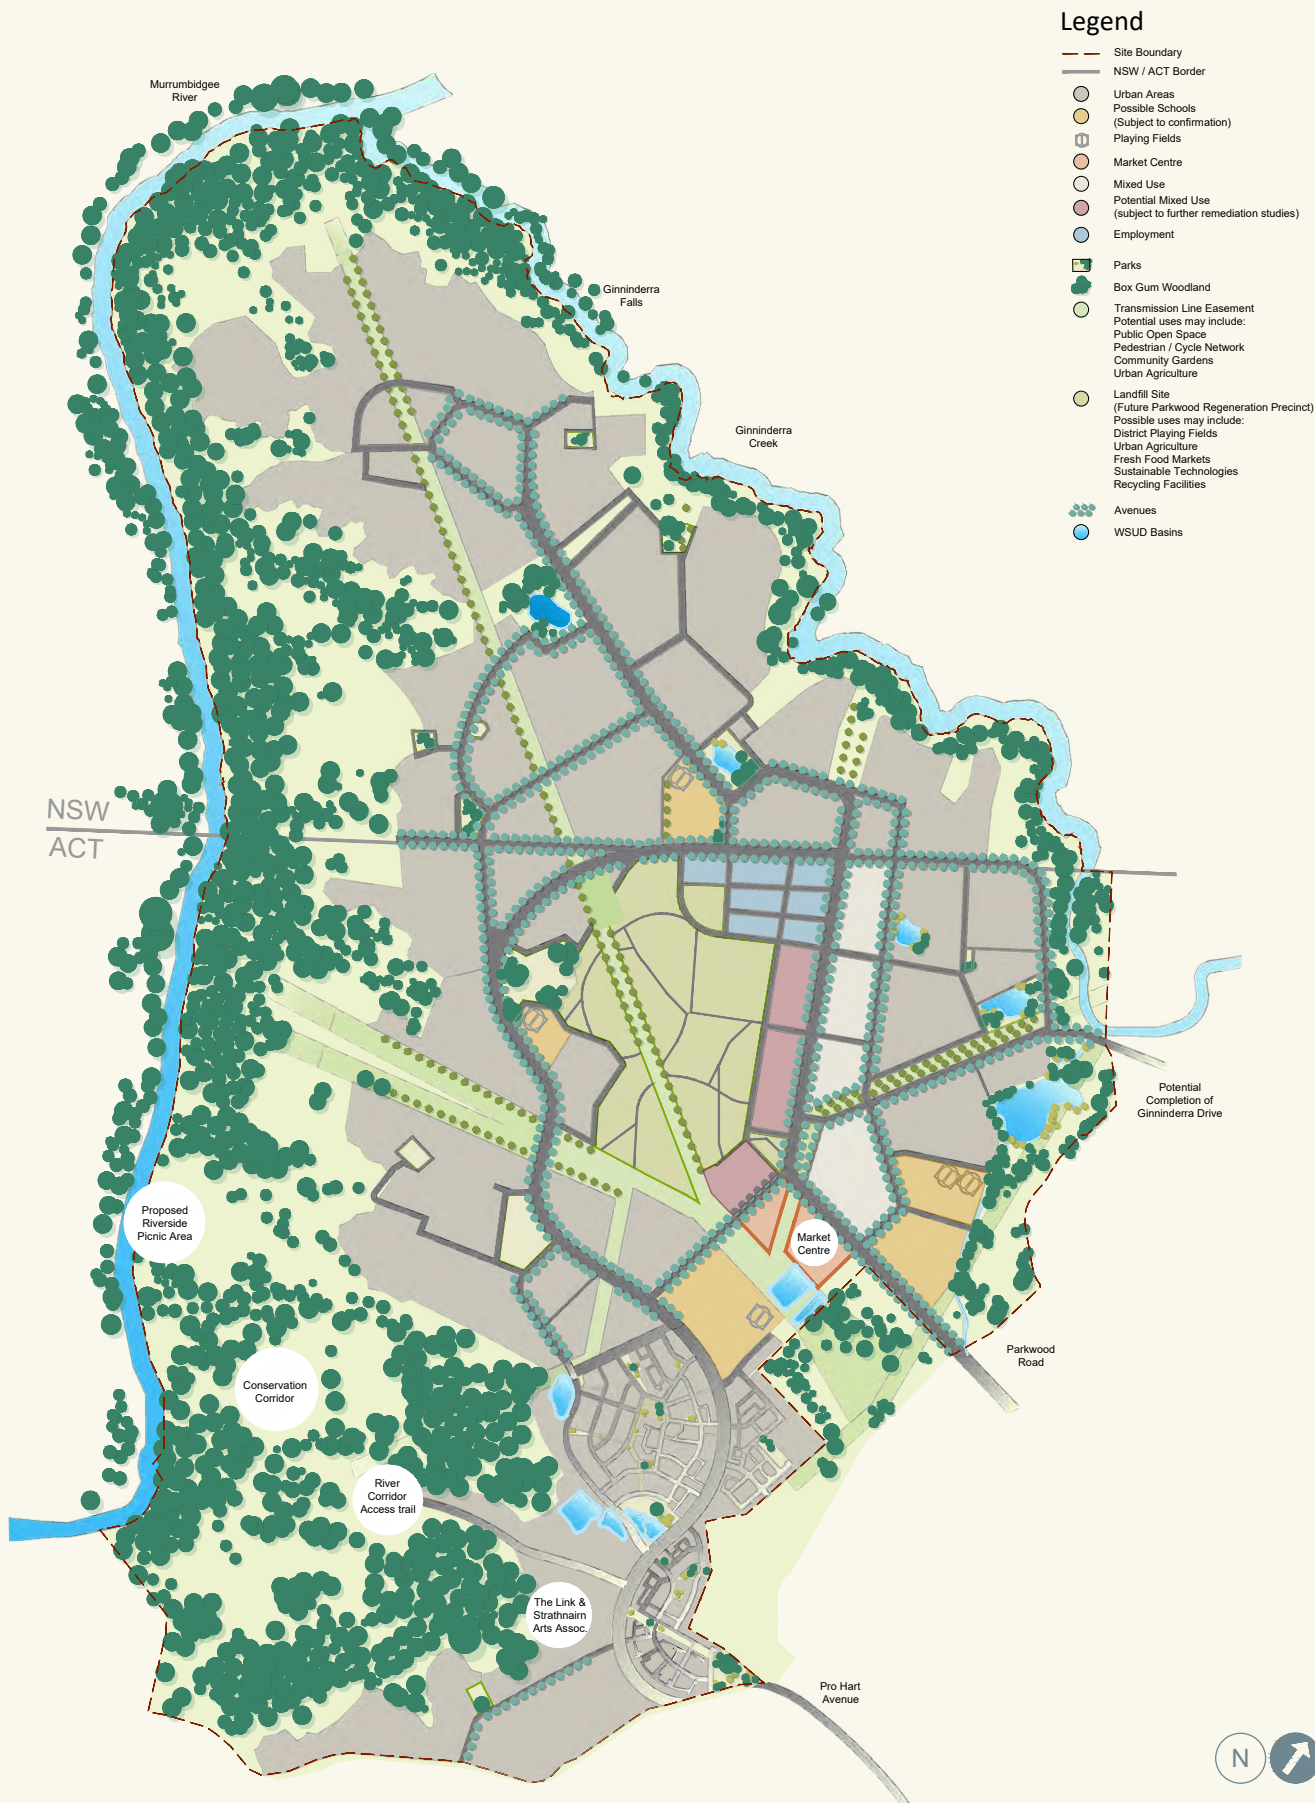 Legend
Site Boundary
NSW / ACT Border
Urban Areas
Possible Schools
(Subject to confirmation)
Playing Fields
Market Centre
Mixed Use
Potential Mixed Use
(subject to further remediation studies)
Employment
Parks
Box Gum Woodland
Transmission Line Easement
Potential uses may include:
Public Open Space
Pedestrian / Cycle Network
Community Gardens
Urban Agriculture
Landfill Site
(Future Parkwood Regeneration Precinct)
Possible uses may include:
District Playing Fields
Urban Agriculture
Fresh Food Markets
Sustainable Technologies
Recycling Facilities
Avenues
WSUD Basins
Murrumbidgee
River
Ginninderra
Falls
Ginninderra
Creek
NSW
ACT
Potential
Completion of
Ginninderra Drive
Proposed
Riverside
Picnic Area
Market
Centre
Parkwood
Road
Conservation
Corridor
River
Corridor
Access trail
The Link &
Strathnairn
Arts Assoc.
Pro Hart
Avenue
N